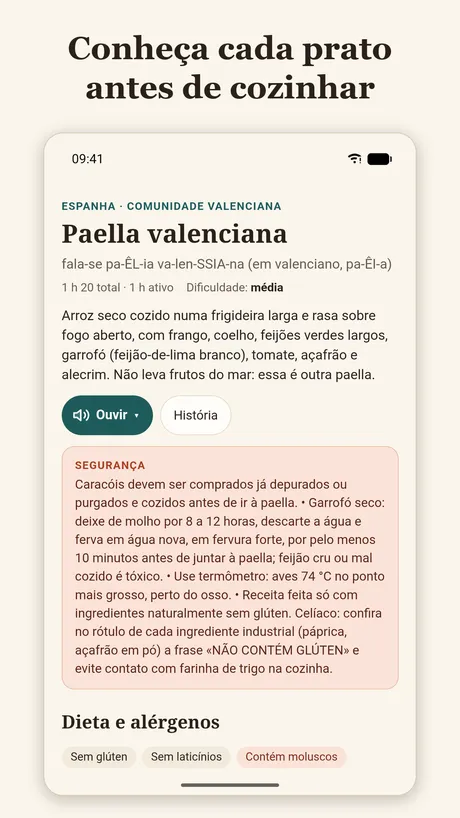 Conheça cada prato
antes de cozinhar
09:41
ESPANHA · COMUNIDADE VALENCIANA
Paella valenciana
fala-se pa-ÊL-ia va-len-SSIA-na (em valenciano, pa-ÊI-a)
1 h 20 total · 1 h ativo Dificuldade: média
Arroz seco cozido numa frigideira larga e rasa sobre
fogo aberto, com frango, coelho, feijões verdes largos,
garrofó (feijão-de-lima branco), tomate, açafrão e
alecrim. Não leva frutos do mar: essa é outra paella.
Ouvir
História
SEGURANÇA
Caracóis devem ser comprados já depurados ou
purgados e cozidos antes de ir à paella. • Garrofó seco:
deixe de molho por 8 a 12 horas, descarte a água e
ferva em água nova, em fervura forte, por pelo menos
10 minutos antes de juntar à paella; feijão cru ou mal
cozido é tóxico. • Use termômetro: aves 74 °C no ponto
mais grosso, perto do osso. • Receita feita só com
ingredientes naturalmente sem glúten. Celíaco: confira
no rótulo de cada ingrediente industrial (páprica,
açafrão em pó) a frase «NÃO CONTÉM GLÚTEN» e
evite contato com farinha de trigo na cozinha.
Dieta e alérgenos
Sem glúten
Sem laticínios
Contém moluscos